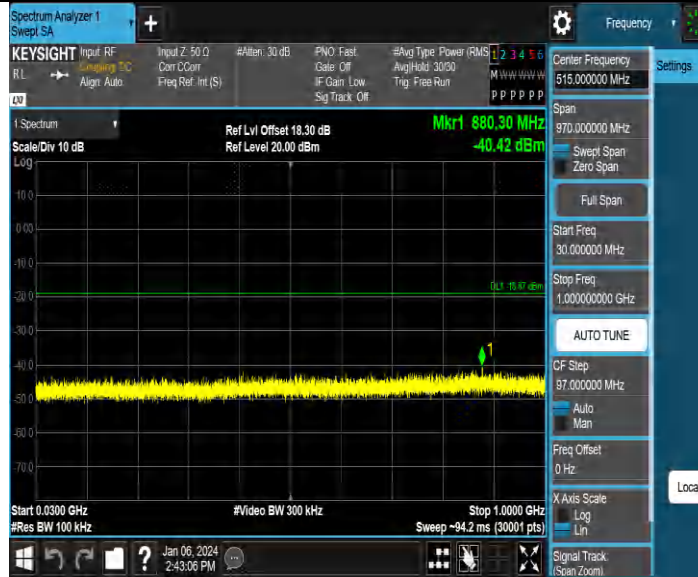 Spectrum Analyzer 1
Swept SA
+
Frequency
KEYSIGHT
Input: RF
Input Z: 50 Ω
#Atten: 30 dB
PNO: Fast
#Avg Type: Power (RMS
1 2 3 4 5 6
RL
Coupling: DC
Corr CCorr
Gate: Off
Avg|Hold: 30/30
M W W W W W
Align: Auto
Freq Ref: Int (S)
IF Gain: Low
Trig: Free Run
P P P P P P
Sig Track: Off
LXI
1 Spectrum
Ref Lvl Offset 18.30 dB
Mkr1 880.30 MHz
Scale/Div 10 dB
Ref Level 20.00 dBm
-40.42 dBm
Log
10.0
0.00
-10.0
-20.0
-30.0
-40.0
-50.0
-60.0
-70.0
1
Start 0.0300 GHz
#Video BW 300 kHz
Stop 1.0000 GHz
#Res BW 100 kHz
Sweep ~94.2 ms (30001 pts)
?
Jan 06, 2024
2:43:06 PM
Settings
Center Frequency
515.000000 MHz
Span
970.000000 MHz
Swept Span
Zero Span
Full Span
Start Freq
30.000000 MHz
Stop Freq
1.000000000 GHz
AUTO TUNE
CF Step
97.000000 MHz
Auto
Man
Freq Offset
0 Hz
X Axis Scale
Log
Lin
Signal Track
(Span Zoom)
Loca